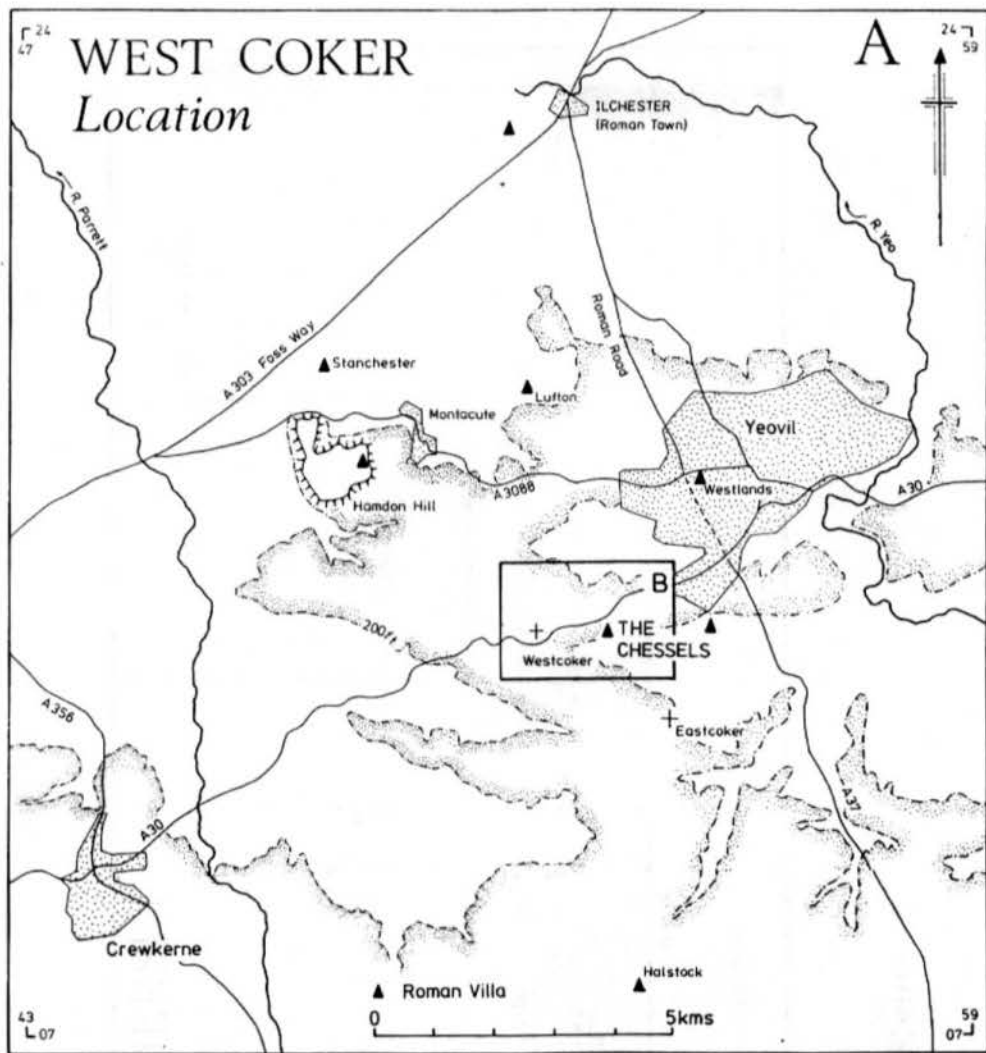 24
47
WEST COKER
Location
A
24
59
ILCHESTER
(Roman Town)
R. Parrett
R. Yeo
A 303 Foss Way
Roman Road
Stanchester
Lufton
Montacute
Yeovil
Hamdon Hill
A3088
Westlands
A30
B
200ft
THE
CHESSELS
Westcoker
A 356
Eastcoker
A30
A37
Crewkerne
Halstock
Roman Villa
43
07
0
5kms
59
07